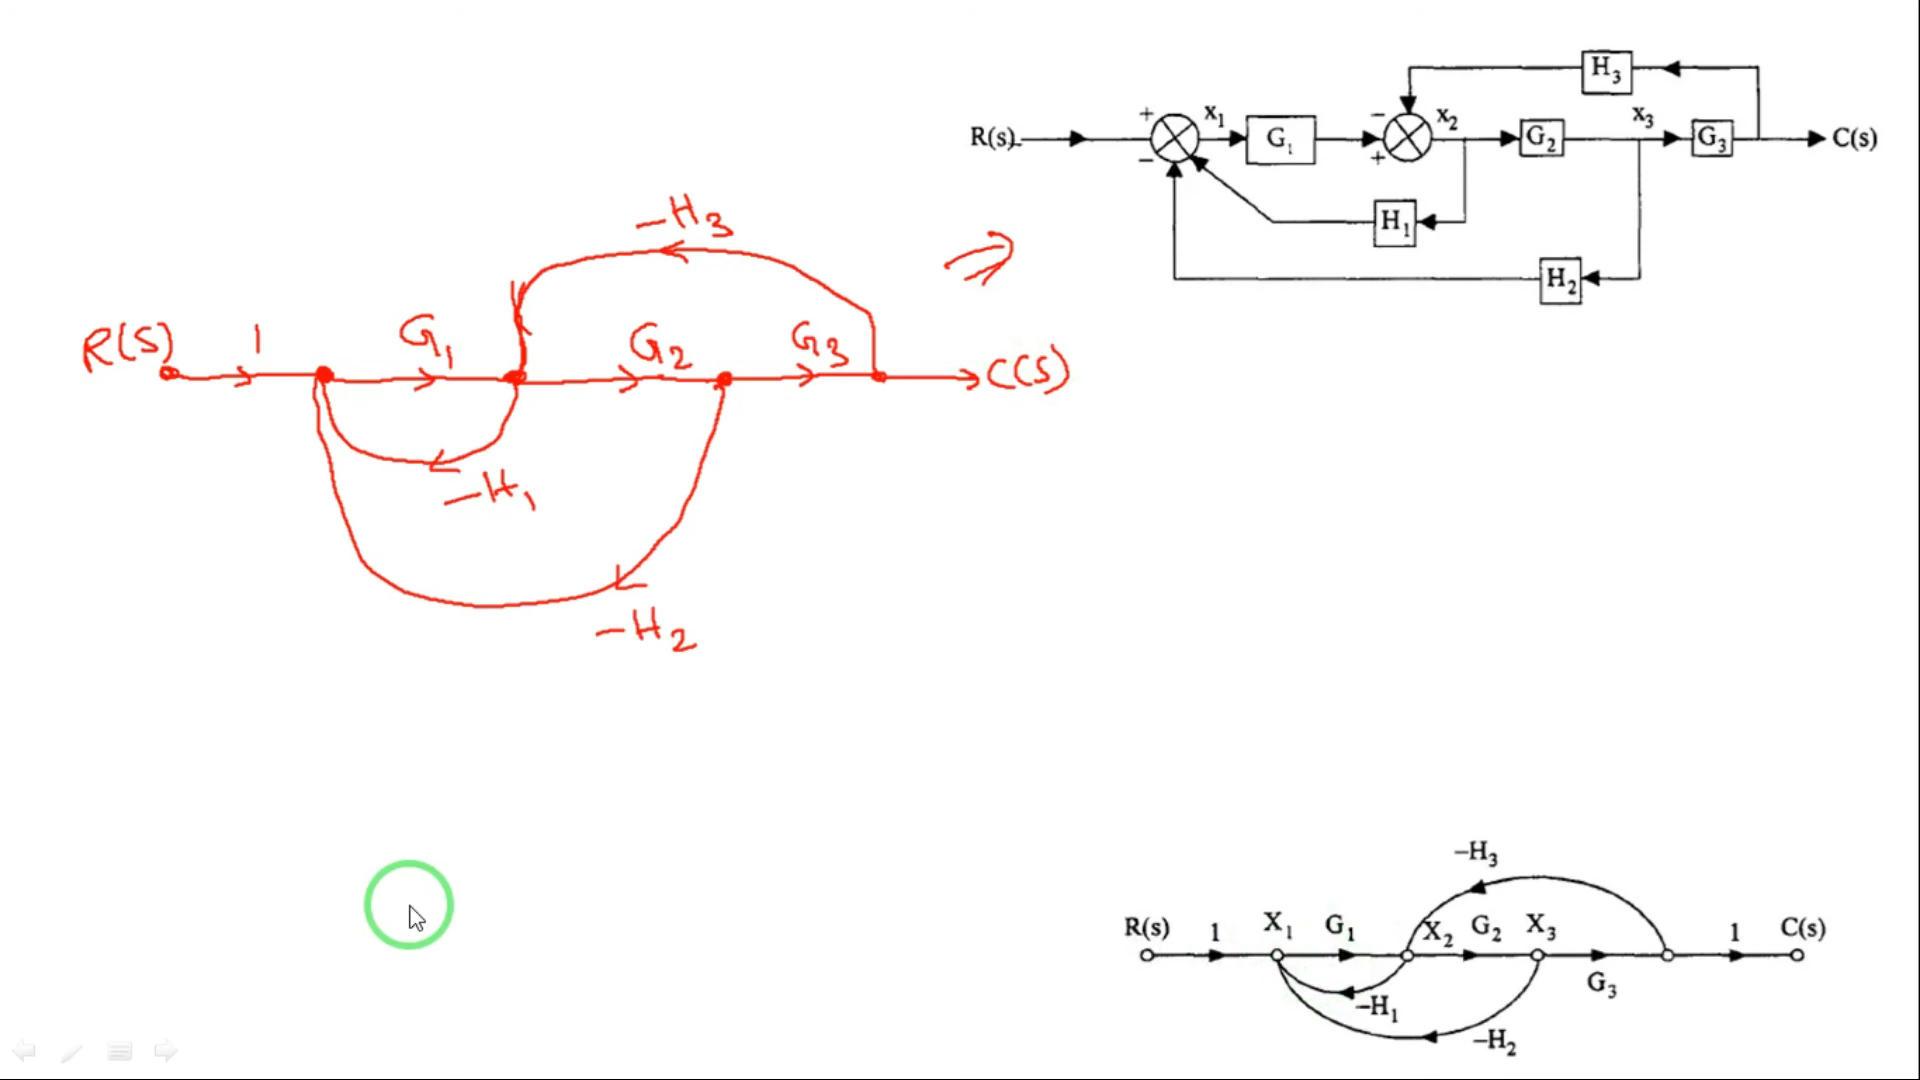 H₃
R(s) + − x₁ G₁ − + x₂ G₂ x₃ G₃ C(s)
H₁
H₂
−H₃
R(S) 1 G₁ G₂ G₃ C(S)
−H₁
−H₂
−H₃
R(s) 1 X₁ G₁ X₂ G₂ X₃ G₃ 1 C(s)
−H₁
−H₂